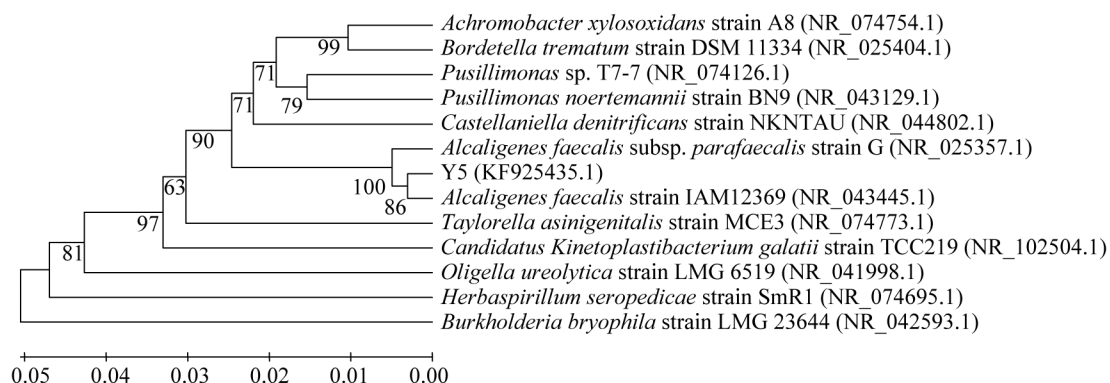 Achromobacter xylosoxidans strain A8 (NR_074754.1)
99
Bordetella trematum strain DSM 11334 (NR_025404.1)
71
Pusillimonas sp. T7-7 (NR_074126.1)
79
71
Pusillimonas noertemannii strain BN9 (NR_043129.1)
Castellaniella denitrificans strain NKNTAU (NR_044802.1)
90
Alcaligenes faecalis subsp. parafaecalis strain G (NR_025357.1)
Y5 (KF925435.1)
63
100
Alcaligenes faecalis strain IAM12369 (NR_043445.1)
86
97
Taylorella asinigenitalis strain MCE3 (NR_074773.1)
Candidatus Kinetoplastibacterium galatii strain TCC219 (NR_102504.1)
81
Oligella ureolytica strain LMG 6519 (NR_041998.1)
Herbaspirillum seropedicae strain SmR1 (NR_074695.1)
Burkholderia bryophila strain LMG 23644 (NR_042593.1)
0.05 0.04 0.03 0.02 0.01 0.00